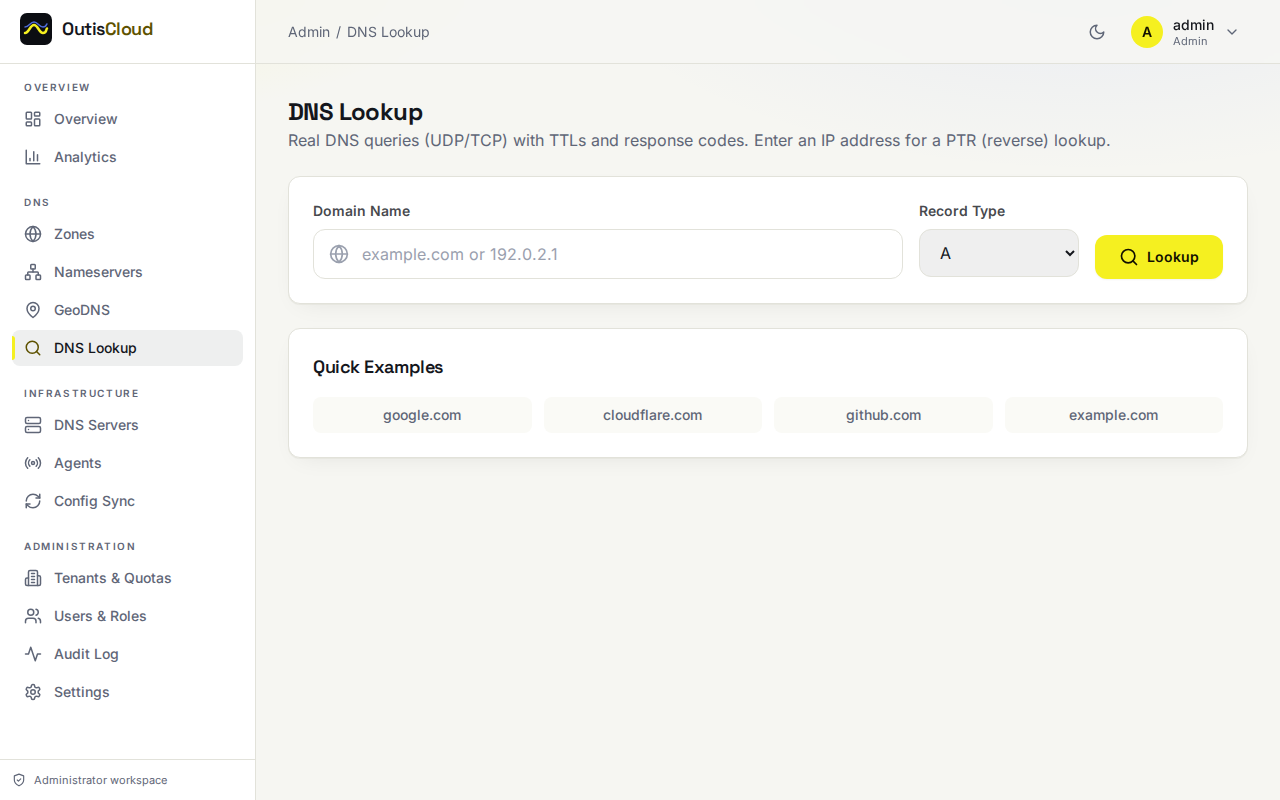 OutisCloud
Admin / DNS Lookup
A
admin
Admin
OVERVIEW
Overview
Analytics
DNS
Zones
Nameservers
GeoDNS
DNS Lookup
INFRASTRUCTURE
DNS Servers
Agents
Config Sync
ADMINISTRATION
Tenants & Quotas
Users & Roles
Audit Log
Settings
Administrator workspace
DNS Lookup
Real DNS queries (UDP/TCP) with TTLs and response codes. Enter an IP address for a PTR (reverse) lookup.
Domain Name
Record Type
example.com or 192.0.2.1
A
Lookup
Quick Examples
google.com
cloudflare.com
github.com
example.com